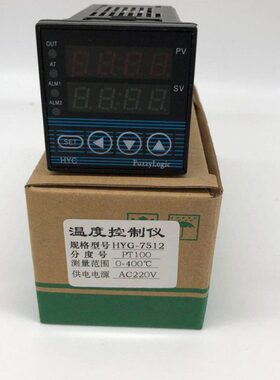 OUT
AT
PV
ALM1
SV
ALM2
SET
HYC
FuzzyLogic
温度控制仪
规格型号 HYG-7512
分度号 PT100
测量范围 0-400℃
供电电源 AC220V